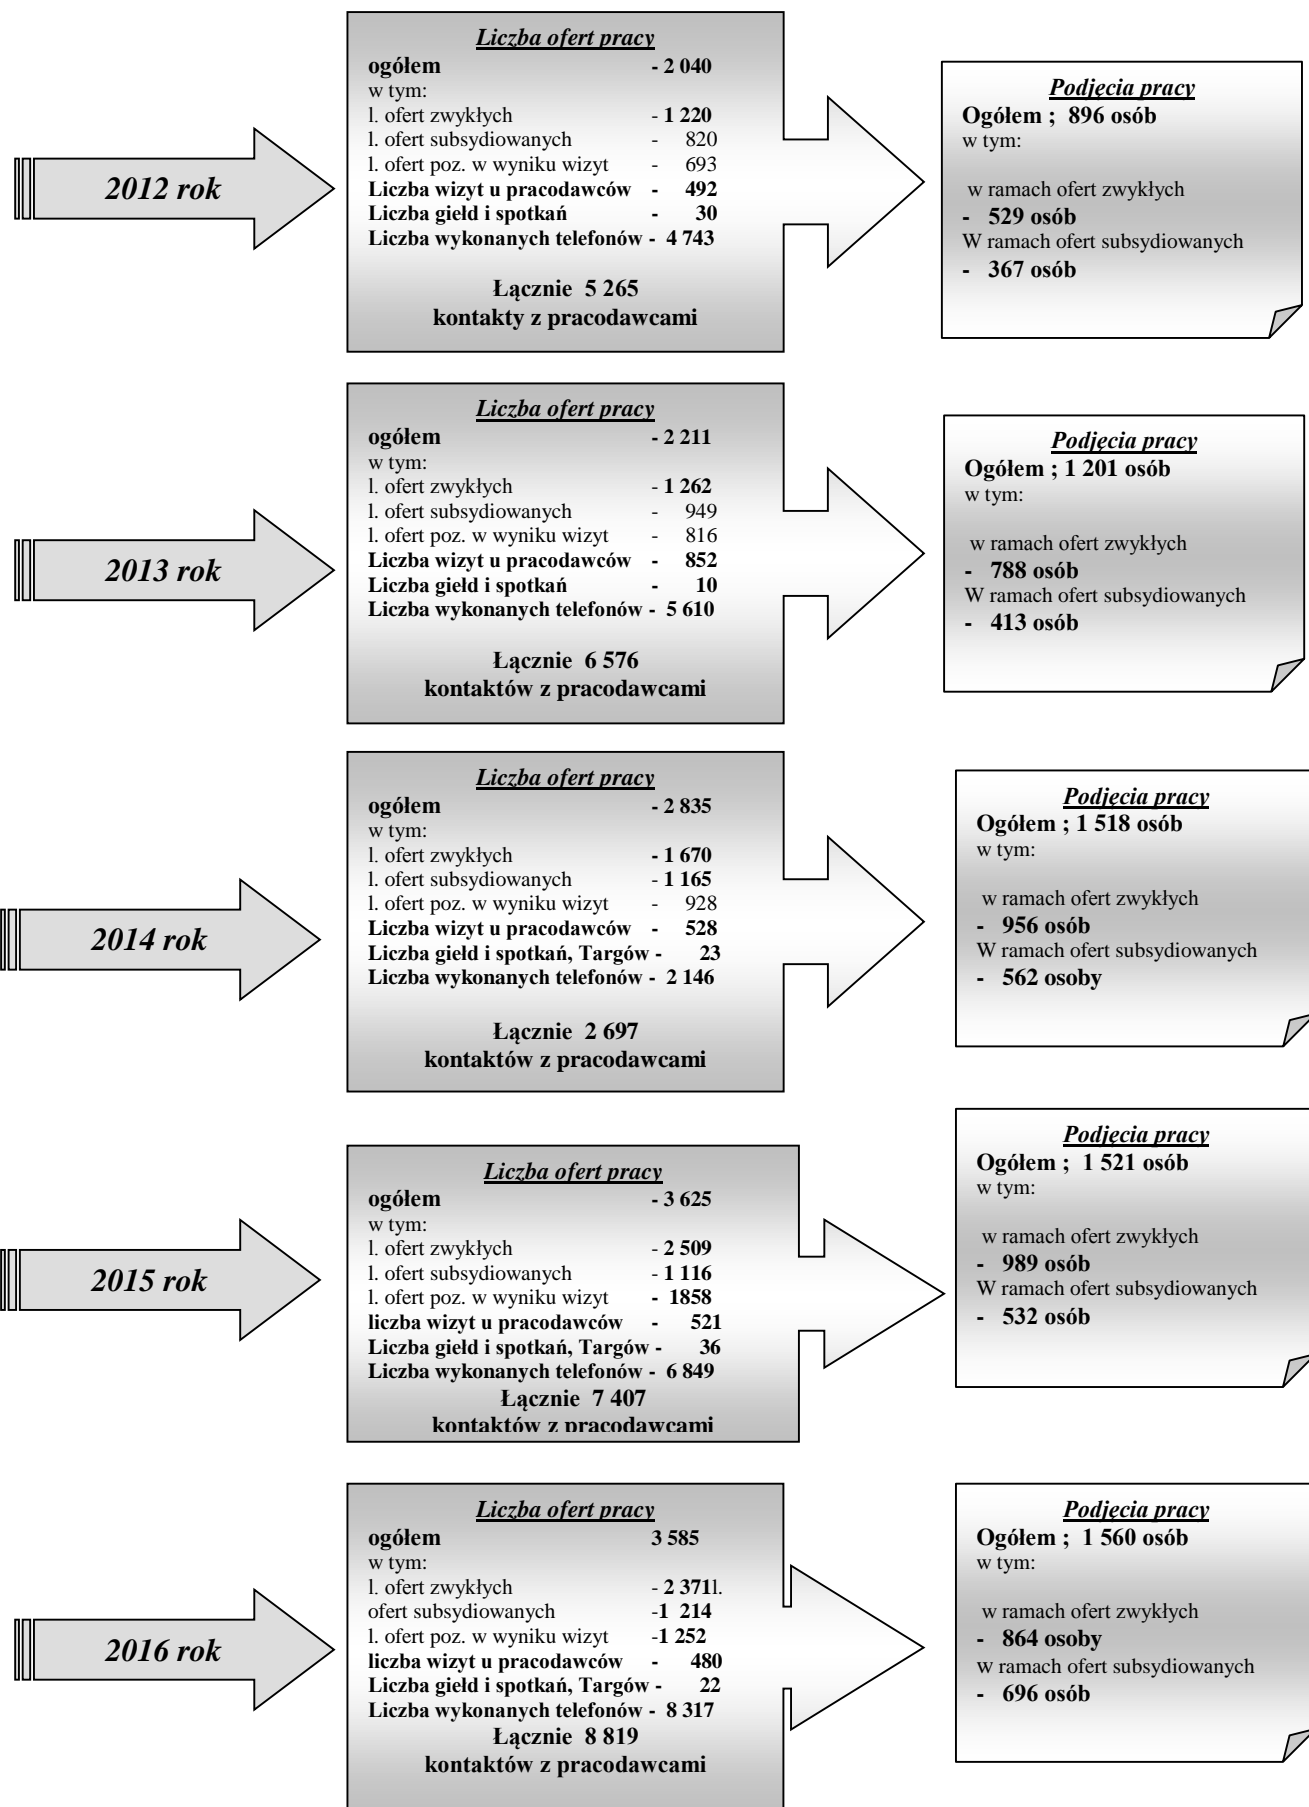 2012 rok
Liczba ofert pracy
ogółem - 2 040
w tym:
l. ofert zwykłych - 1 220
l. ofert subsydiowanych - 820
l. ofert poz. w wyniku wizyt - 693
Liczba wizyt u pracodawców - 492
Liczba giełd i spotkań - 30
Liczba wykonanych telefonów - 4 743
Łącznie 5 265
kontakty z pracodawcami
Podjęcia pracy
Ogółem ; 896 osób
w tym:
w ramach ofert zwykłych
- 529 osób
W ramach ofert subsydiowanych
- 367 osób
2013 rok
Liczba ofert pracy
ogółem - 2 211
w tym:
l. ofert zwykłych - 1 262
l. ofert subsydiowanych - 949
l. ofert poz. w wyniku wizyt - 816
Liczba wizyt u pracodawców - 852
Liczba giełd i spotkań - 10
Liczba wykonanych telefonów - 5 610
Łącznie 6 576
kontaktów z pracodawcami
Podjęcia pracy
Ogółem ; 1 201 osób
w tym:
w ramach ofert zwykłych
- 788 osób
W ramach ofert subsydiowanych
- 413 osób
2014 rok
Liczba ofert pracy
ogółem - 2 835
w tym:
l. ofert zwykłych - 1 670
l. ofert subsydiowanych - 1 165
l. ofert poz. w wyniku wizyt - 928
Liczba wizyt u pracodawców - 528
Liczba giełd i spotkań, Targów - 23
Liczba wykonanych telefonów - 2 146
Łącznie 2 697
kontaktów z pracodawcami
Podjęcia pracy
Ogółem ; 1 518 osób
w tym:
w ramach ofert zwykłych
- 956 osób
W ramach ofert subsydiowanych
- 562 osoby
2015 rok
Liczba ofert pracy
ogółem - 3 625
w tym:
l. ofert zwykłych - 2 509
l. ofert subsydiowanych - 1 116
l. ofert poz. w wyniku wizyt - 1858
liczba wizyt u pracodawców - 521
Liczba giełd i spotkań, Targów - 36
Liczba wykonanych telefonów - 6 849
Łącznie 7 407
kontaktów z pracodawcami
Podjęcia pracy
Ogółem ; 1 521 osób
w tym:
w ramach ofert zwykłych
- 989 osób
W ramach ofert subsydiowanych
- 532 osób
2016 rok
Liczba ofert pracy
ogółem 3 585
w tym:
l. ofert zwykłych - 2 371l.
ofert subsydiowanych -1 214
l. ofert poz. w wyniku wizyt -1 252
liczba wizyt u pracodawców - 480
Liczba giełd i spotkań, Targów - 22
Liczba wykonanych telefonów - 8 317
Łącznie 8 819
kontaktów z pracodawcami
Podjęcia pracy
Ogółem ; 1 560 osób
w tym:
w ramach ofert zwykłych
- 864 osoby
w ramach ofert subsydiowanych
- 696 osób